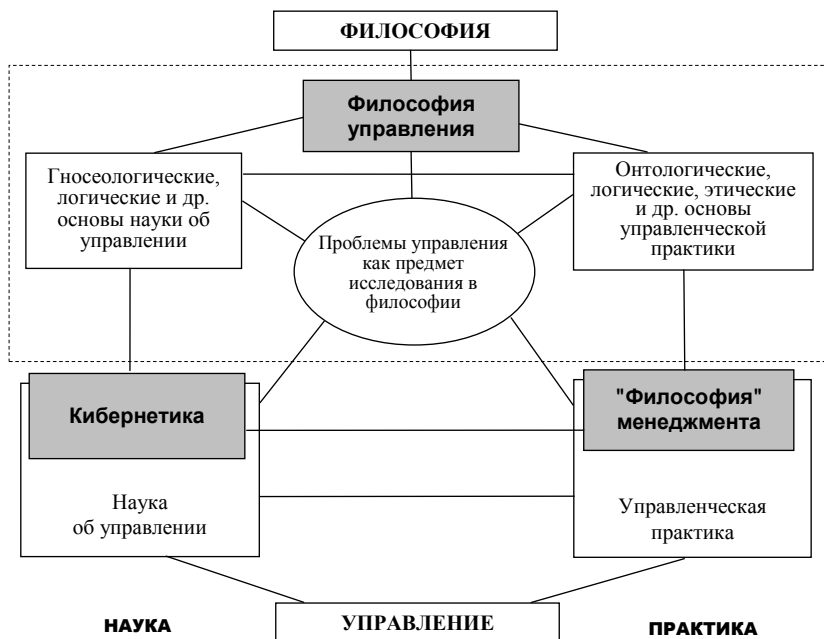 ФИЛОСОФИЯ
Философия
управления
Гносеологические,
логические и др.
основы науки об
управлении
Онтологические,
логические, этические
и др. основы
управленческой
практики
Проблемы управления
как предмет
исследования в
философии
Кибернетика
"Философия"
менеджмента
Наука
об управлении
Управленческая
практика
НАУКА
УПРАВЛЕНИЕ
ПРАКТИКА